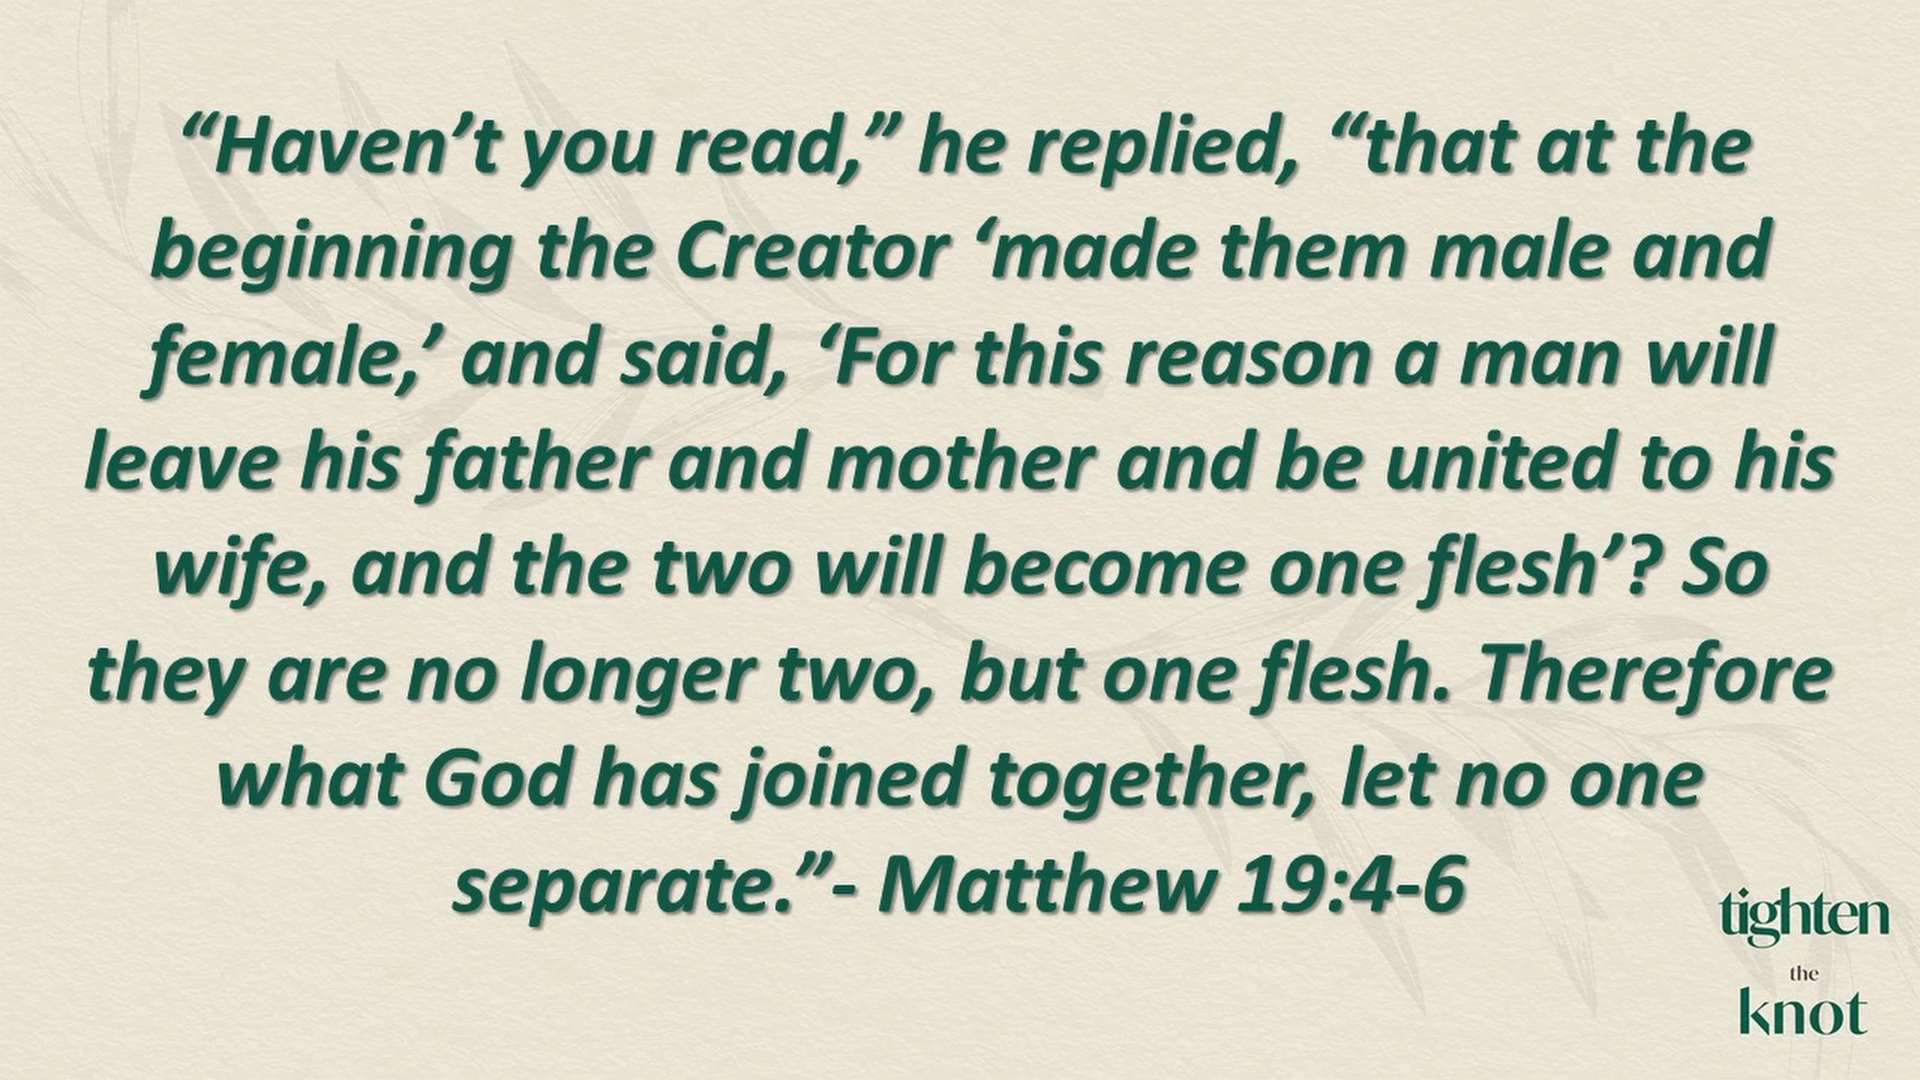 “Haven’t you read,” he replied, “that at the
beginning the Creator ‘made them male and
female,’ and said, ‘For this reason a man will
leave his father and mother and be united to his
wife, and the two will become one flesh’? So
they are no longer two, but one flesh. Therefore
what God has joined together, let no one
separate.”- Matthew 19:4-6
tighten
the
knot